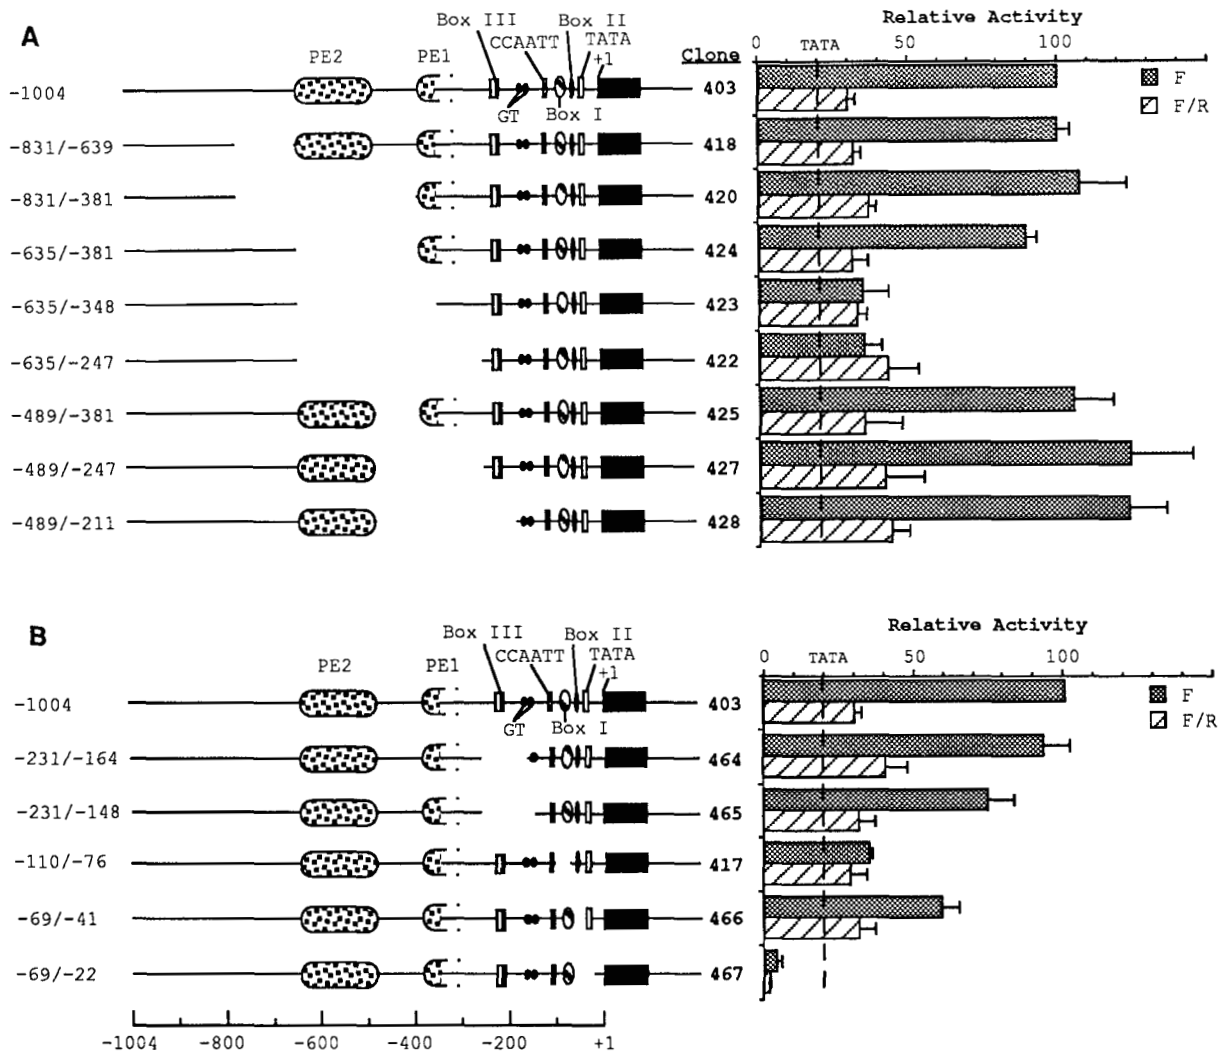 A
Relative Activity
Box III
Box II
CCAATT
TATA
PE2
PE1
+1
Clone
0
TATA
50
100
-1004
GT
Box I
403
F
F/R
-831/-639
418
-831/-381
420
-635/-381
424
-635/-348
423
-635/-247
422
-489/-381
425
-489/-247
427
-489/-211
428
B
Relative Activity
Box III
Box II
CCAATT
TATA
PE2
PE1
+1
0
TATA
50
100
-1004
GT
Box I
403
F
F/R
-231/-164
464
-231/-148
465
-110/-76
417
-69/-41
466
-69/-22
467
-1004
-800
-600
-400
-200
+1